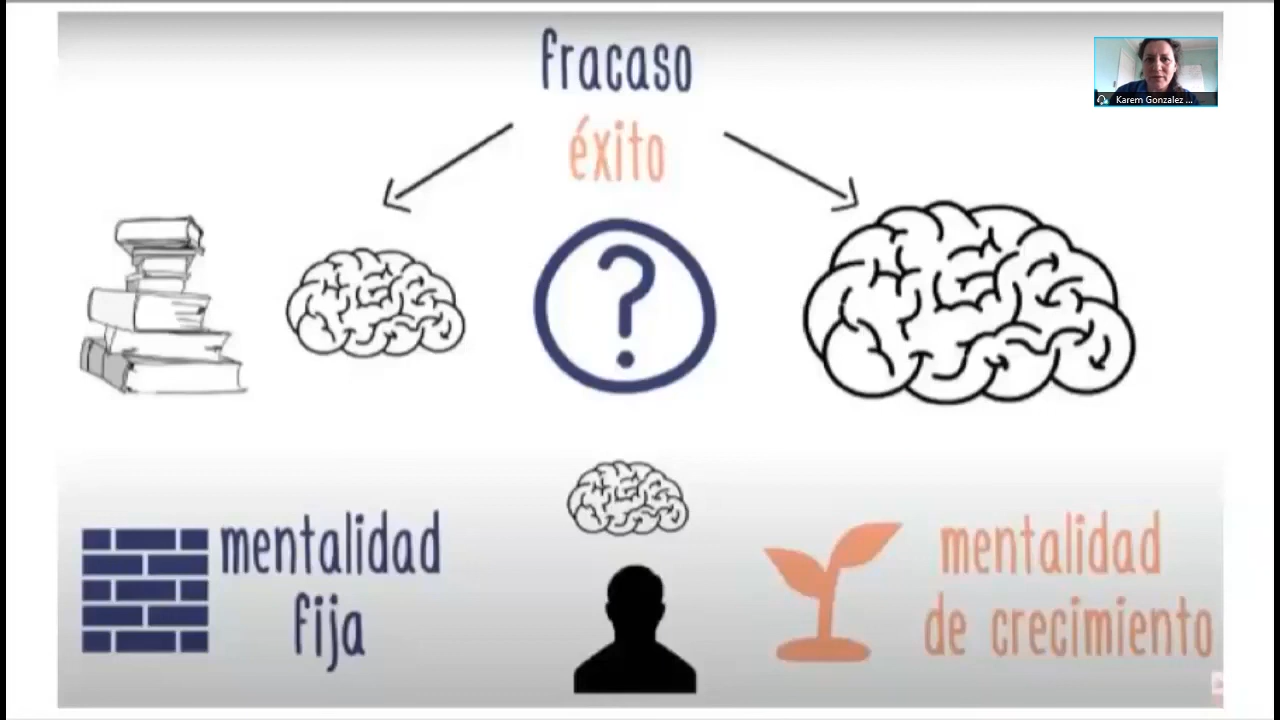 fracaso
éxito
?
mentalidad
fija
mentalidad
de crecimiento
Karem Gonzalez ...